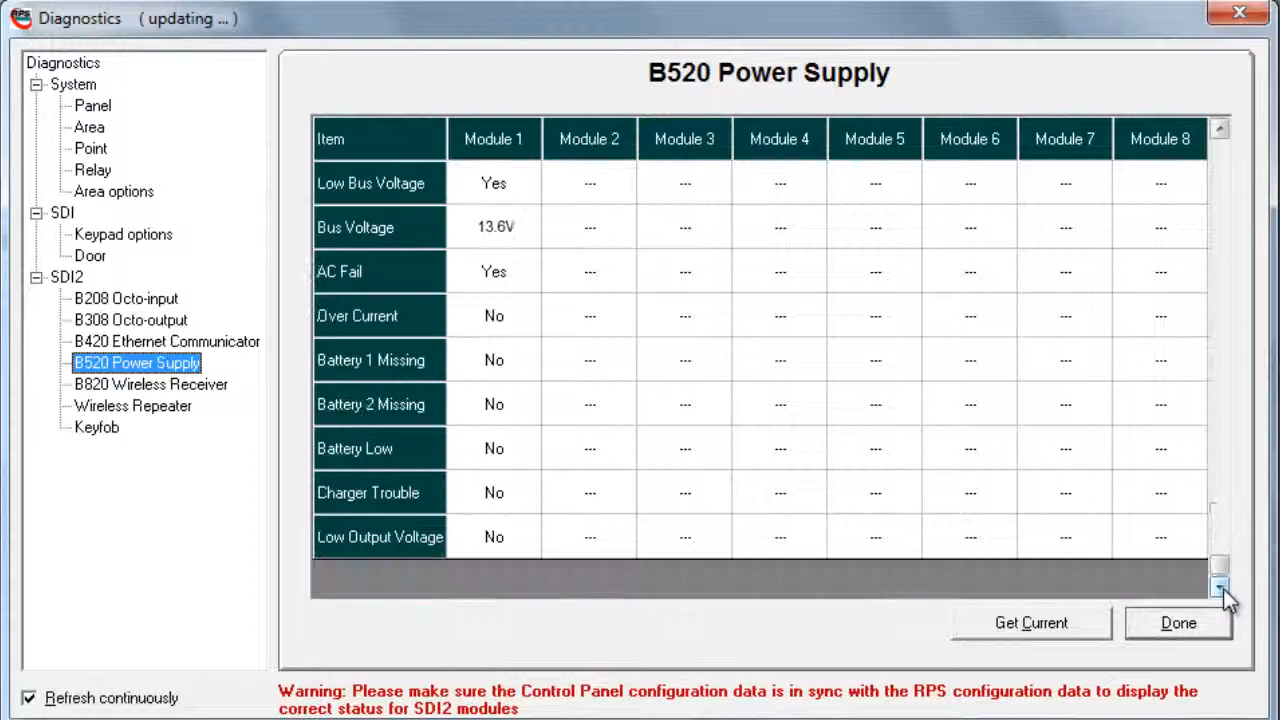 RPS Diagnostics ( updating ... )
Diagnostics
System
Panel
Area
Point
Relay
Area options
SDI
Keypad options
Door
SDI2
B208 Octo-input
B308 Octo-output
B420 Ethernet Communicator
B520 Power Supply
B820 Wireless Receiver
Wireless Repeater
Keyfob
B520 Power Supply
Item Module 1 Module 2 Module 3 Module 4 Module 5 Module 6 Module 7 Module 8
Low Bus Voltage Yes --- --- --- --- --- --- ---
Bus Voltage 13.6V --- --- --- --- --- --- ---
AC Fail Yes --- --- --- --- --- --- ---
Over Current No --- --- --- --- --- --- ---
Battery 1 Missing No --- --- --- --- --- --- ---
Battery 2 Missing No --- --- --- --- --- --- ---
Battery Low No --- --- --- --- --- --- ---
Charger Trouble No --- --- --- --- --- --- ---
Low Output Voltage No --- --- --- --- --- --- ---
Get Current Done
Refresh continuously
Warning: Please make sure the Control Panel configuration data is in sync with the RPS configuration data to display the
correct status for SDI2 modules